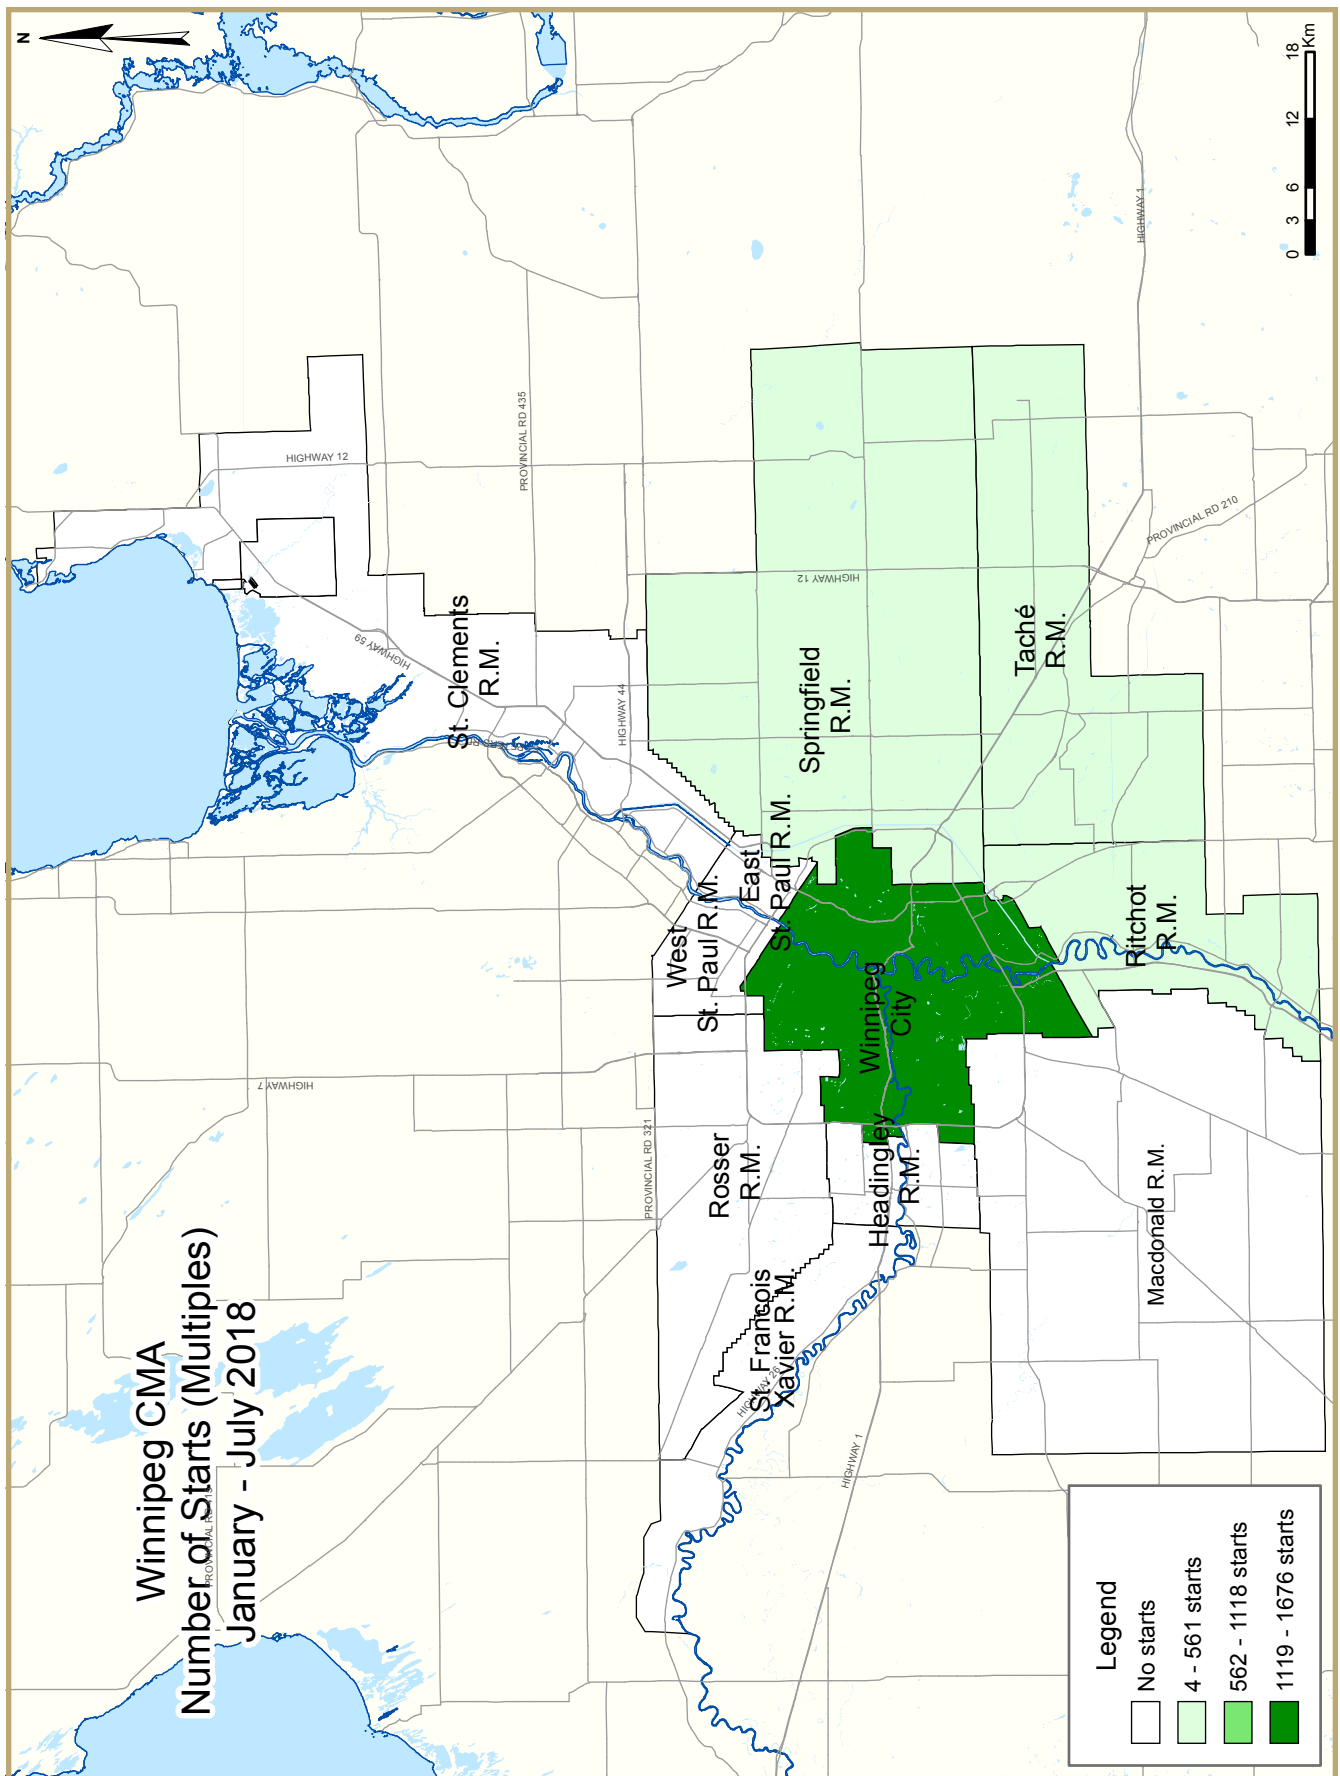 Winnipeg CMA
Number of Starts (Multiples)
January - July 2018
N
HIGHWAY 12
PROVINCIAL RD 435
HIGHWAY 59
St. Clements
R.M.
HIGHWAY 44
HIGHWAY 7
PROVINCIAL RD 321
West
St. Paul R.M.
East
St. Paul R.M.
Springfield
R.M.
HIGHWAY 12
Rosser
R.M.
St. François
Xavier R.M.
HIGHWAY 26
Headingley
R.M.
Winnipeg
City
HIGHWAY 1
Taché
R.M.
HIGHWAY 1
PROVINCIAL RD 210
Ritchot
R.M.
Macdonald R.M.
Legend
No starts
4 - 561 starts
562 - 1118 starts
1119 - 1676 starts
0 3 6 12 18
Km